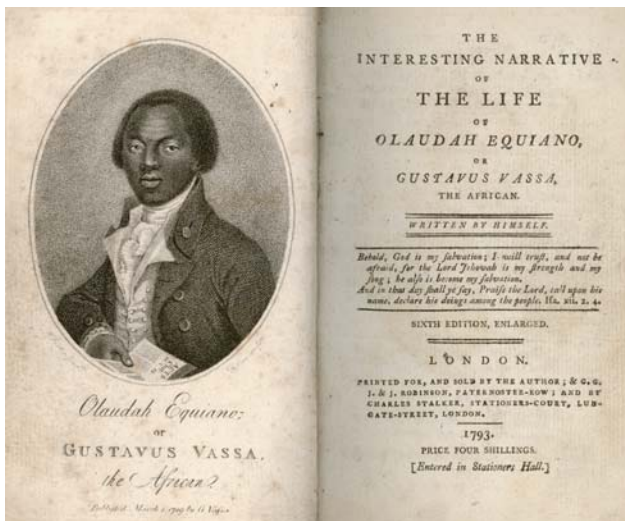 Olaudah Equiano;
or
GUSTAVUS VASSA,
the African?
Published March 1 1789 by G. Vassa
THE
INTERESTING NARRATIVE
OF
THE LIFE
OF
OLAUDAH EQUIANO,
OR
GUSTAVUS VASSA,
THE AFRICAN.
WRITTEN BY HIMSELF.
Behold, God is my ſalvation; I will truſt, and not be
afraid, for the Lord Jehovah is my ſtrength and my
ſong; he alſo is become my ſalvation.
And in that day ſhall ye ſay, Praiſe the Lord, call upon his
name, declare his doings among the people. Iſa. xii. 2. 4.
SIXTH EDITION, ENLARGED.
LONDON.
PRINTED FOR, AND SOLD BY THE AUTHOR; & G. G.
J. & J. ROBINSON, PATERNOSTER-ROW; AND BY
CHARLES STALKER, STATIONERS-COURT, LUD-
GATE-STREET, LONDON.
1793.
PRICE FOUR SHILLINGS.
[Entered in Stationers Hall.]